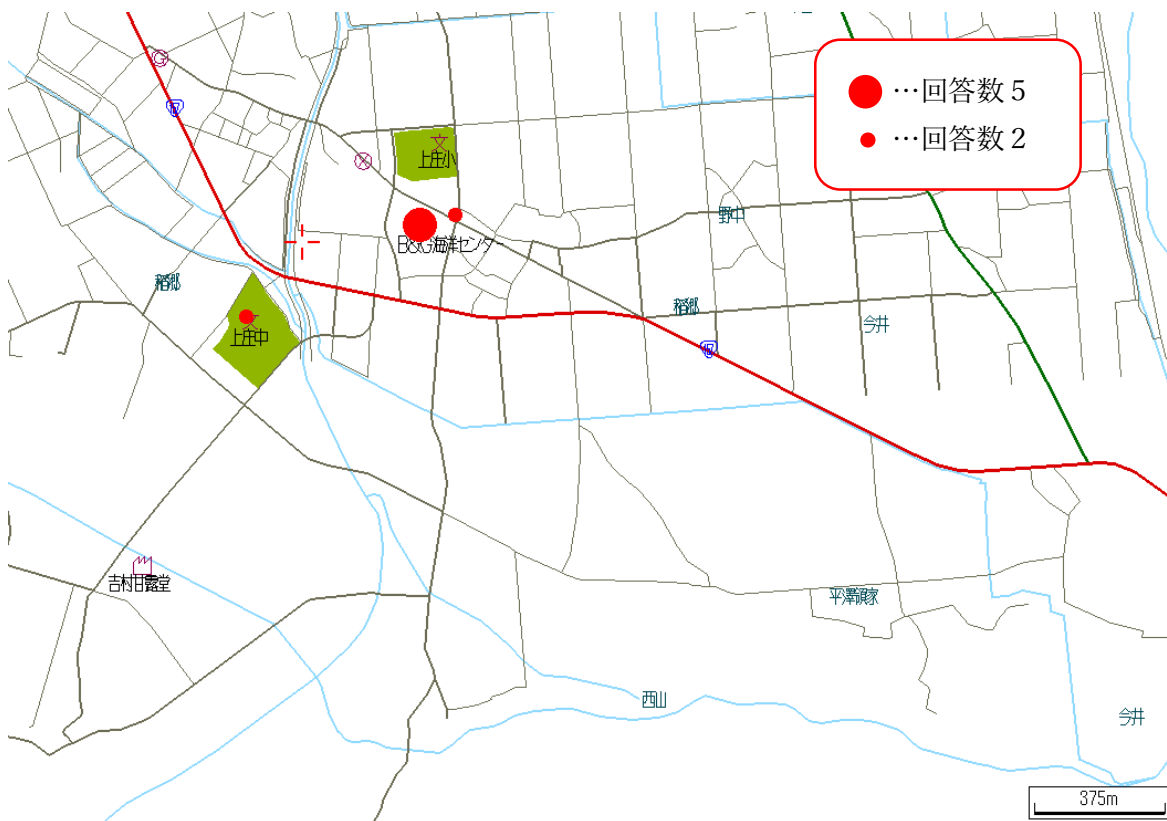 …回答数５
…回答数２
上庄小
野中
B&G海洋センター
稲郷
稲郷
今井
上庄中
吉村甘露堂
平澤領家
西山
今井
375m